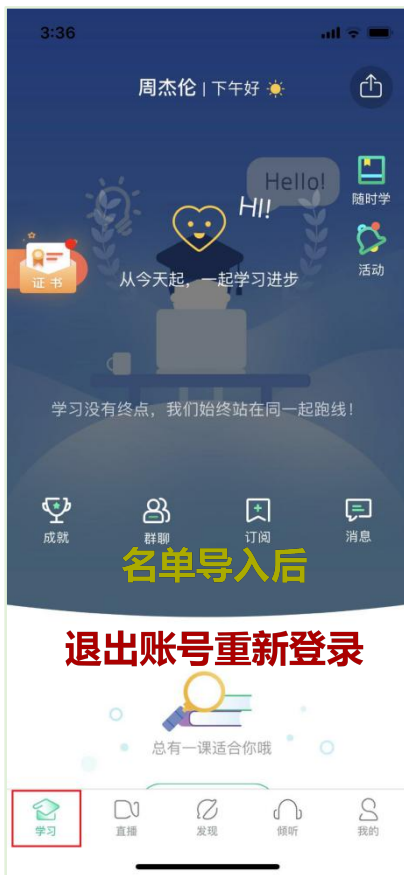 3:36
周杰伦 | 下午好
Hello!
HI!
随时学
证书
从今天起，一起学习进步
活动
学习没有终点，我们始终站在同一起跑线！
成就 群聊 订阅 消息
名单导入后
退出账号重新登录
总有一课适合你哦
学习 直播 发现 倾听 我的